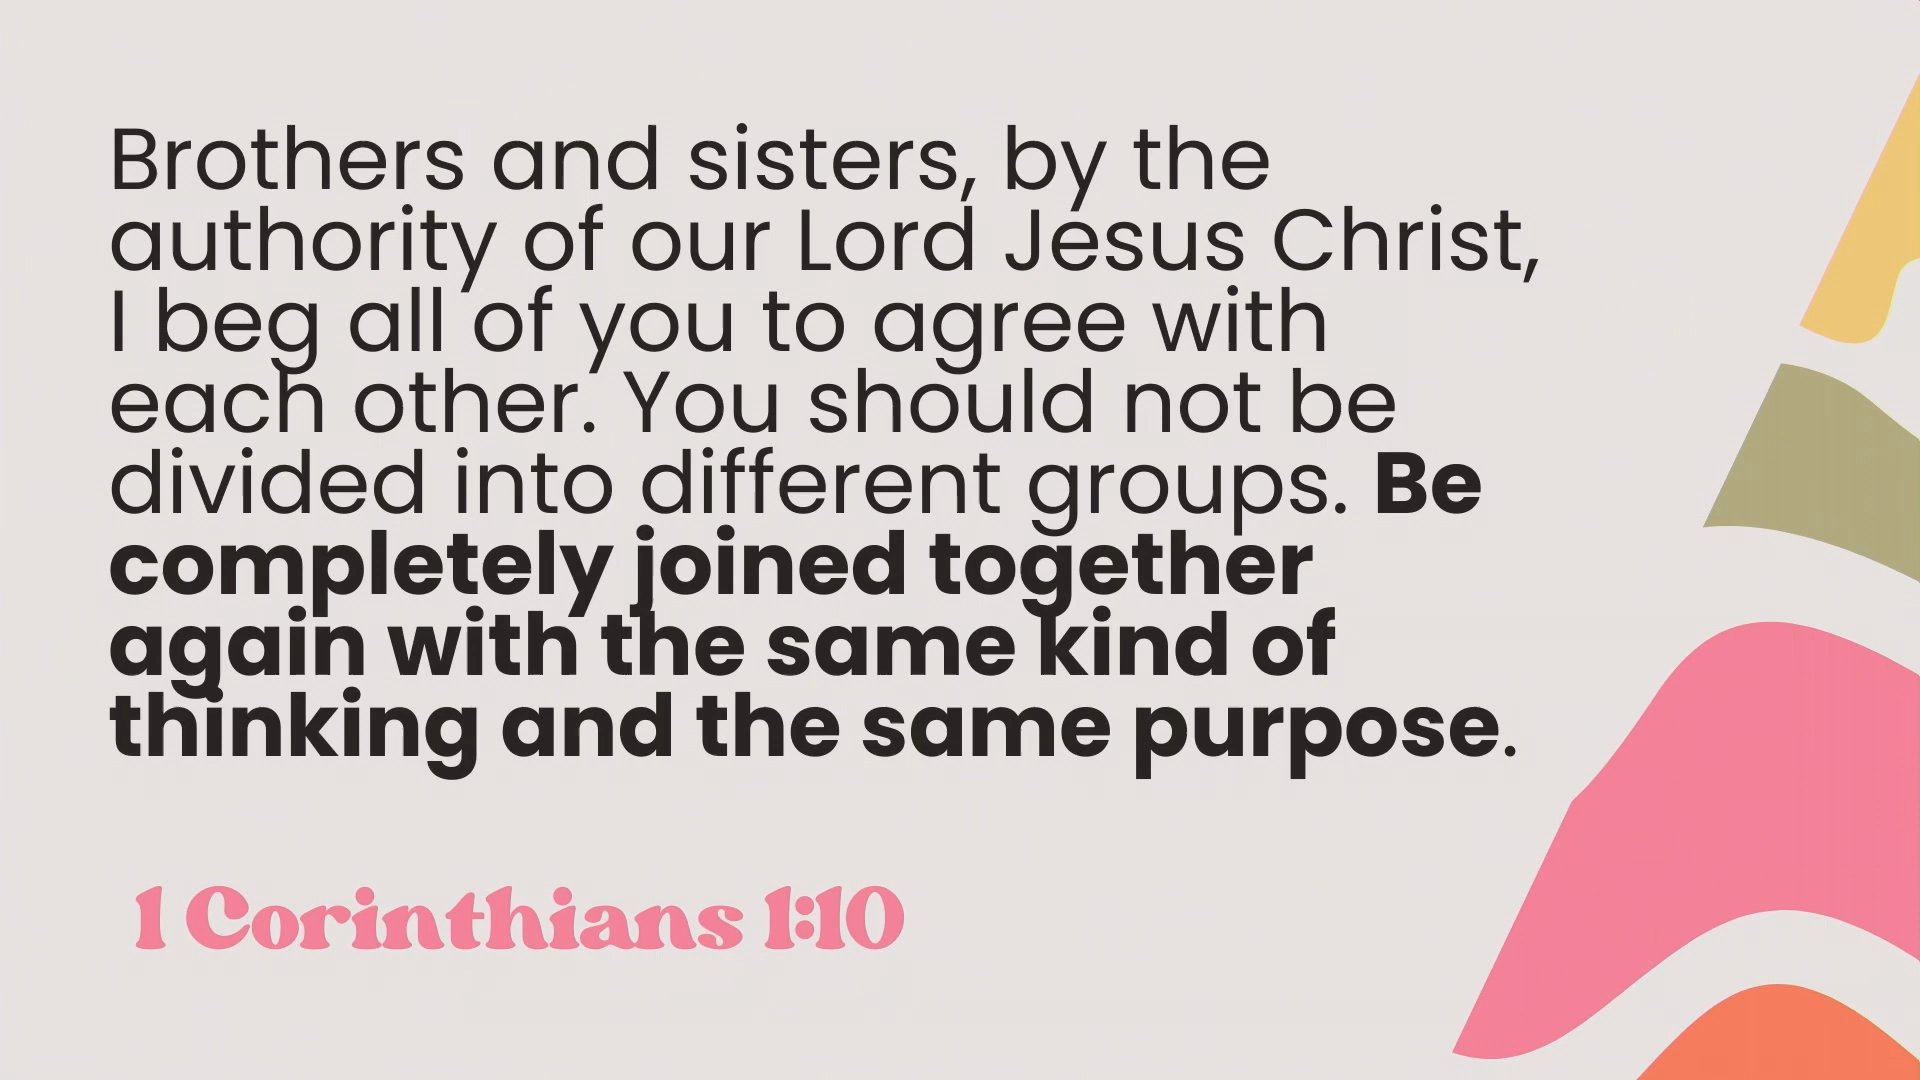 Brothers and sisters, by the
authority of our Lord Jesus Christ,
I beg all of you to agree with
each other. You should not be
divided into different groups. Be
completely joined together
again with the same kind of
thinking and the same purpose.
1 Corinthians 1:10